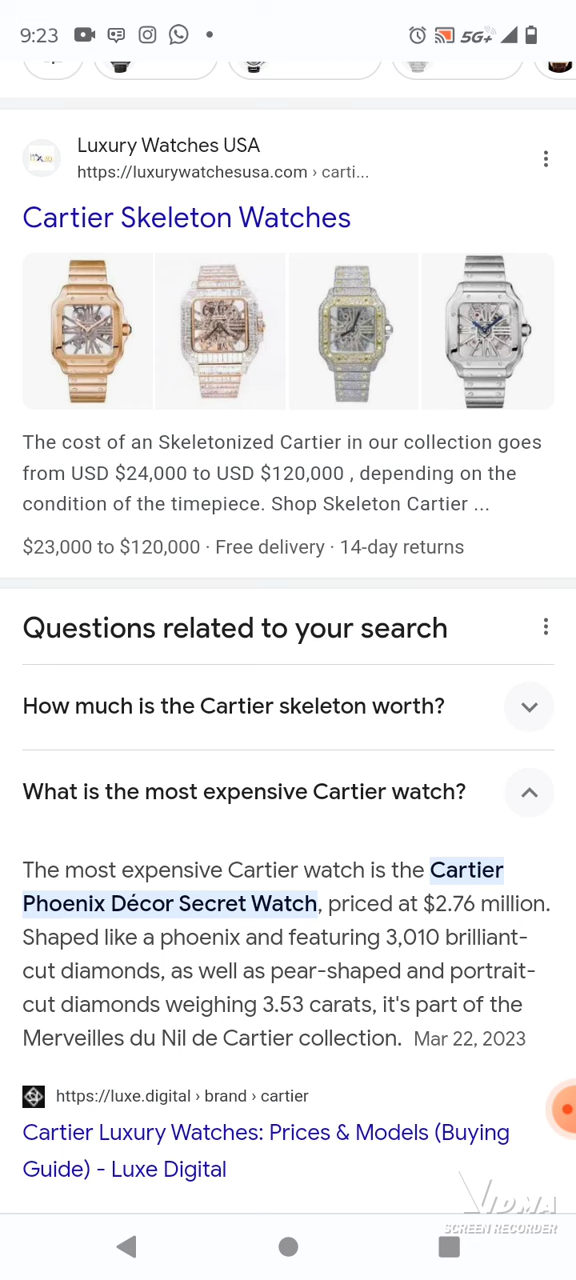 9:23 5G+
Luxury Watches USA
https://luxurywatchesusa.com › carti...
Cartier Skeleton Watches
The cost of an Skeletonized Cartier in our collection goes
from USD $24,000 to USD $120,000 , depending on the
condition of the timepiece. Shop Skeleton Cartier ...
$23,000 to $120,000 · Free delivery · 14-day returns
Questions related to your search
How much is the Cartier skeleton worth?
What is the most expensive Cartier watch?
The most expensive Cartier watch is the Cartier
Phoenix Décor Secret Watch, priced at $2.76 million.
Shaped like a phoenix and featuring 3,010 brilliant-
cut diamonds, as well as pear-shaped and portrait-
cut diamonds weighing 3.53 carats, it's part of the
Merveilles du Nil de Cartier collection. Mar 22, 2023
https://luxe.digital › brand › cartier
Cartier Luxury Watches: Prices & Models (Buying
Guide) - Luxe Digital
VIDMA
SCREEN RECORDER